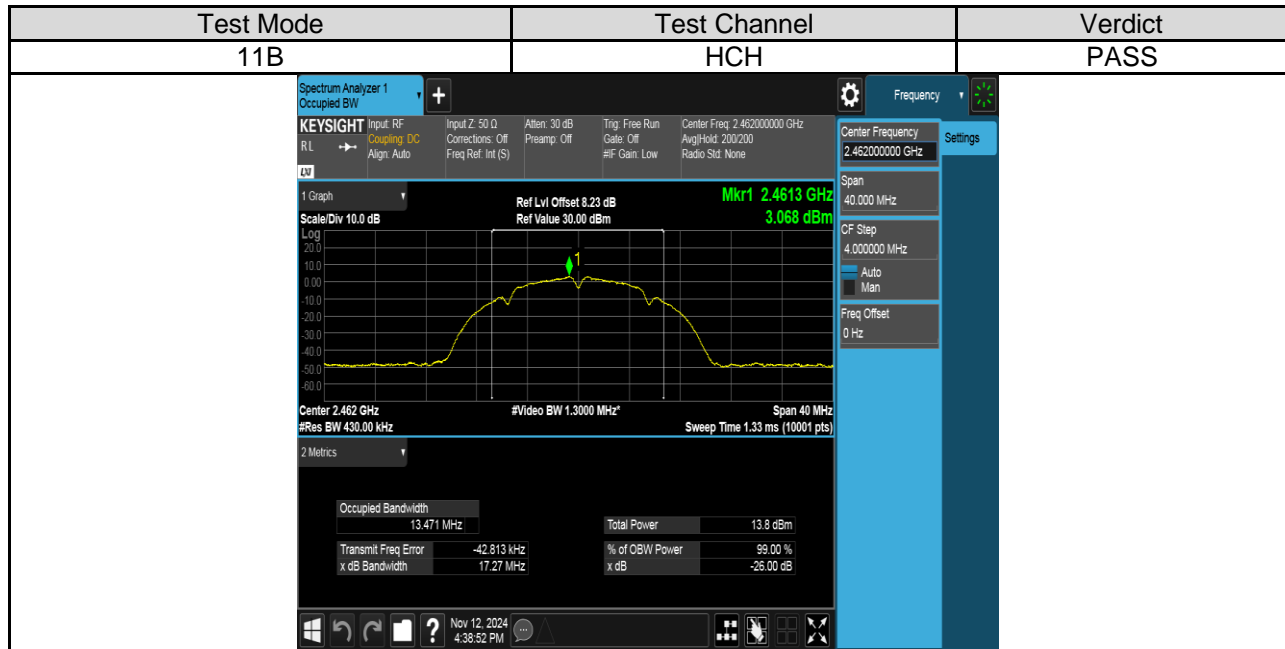 Test Mode Test Channel Verdict
11B HCH PASS
Spectrum Analyzer 1
Occupied BW
+
Frequency
KEYSIGHT Input: RF Input Z: 50 Ω Atten: 30 dB Trig: Free Run Center Freq: 2.462000000 GHz
RL Coupling: DC Corrections: Off Preamp: Off Gate: Off Avg|Hold: 200/200
Align: Auto Freq Ref: Int (S) #IF Gain: Low Radio Std: None
LXI
Center Frequency
2.462000000 GHz
Settings
Span
40.000 MHz
CF Step
4.000000 MHz
Auto
Man
Freq Offset
0 Hz
1 Graph
Ref Lvl Offset 8.23 dB
Mkr1 2.4613 GHz
Scale/Div 10.0 dB Ref Value 30.00 dBm 3.068 dBm
Log
20.0
10.0
0.00
-10.0
-20.0
-30.0
-40.0
-50.0
-60.0
1
Center 2.462 GHz #Video BW 1.3000 MHz* Span 40 MHz
#Res BW 430.00 kHz Sweep Time 1.33 ms (10001 pts)
2 Metrics
Occupied Bandwidth
13.471 MHz Total Power 13.8 dBm
Transmit Freq Error -42.813 kHz % of OBW Power 99.00 %
x dB Bandwidth 17.27 MHz x dB -26.00 dB
? Nov 12, 2024
4:38:52 PM